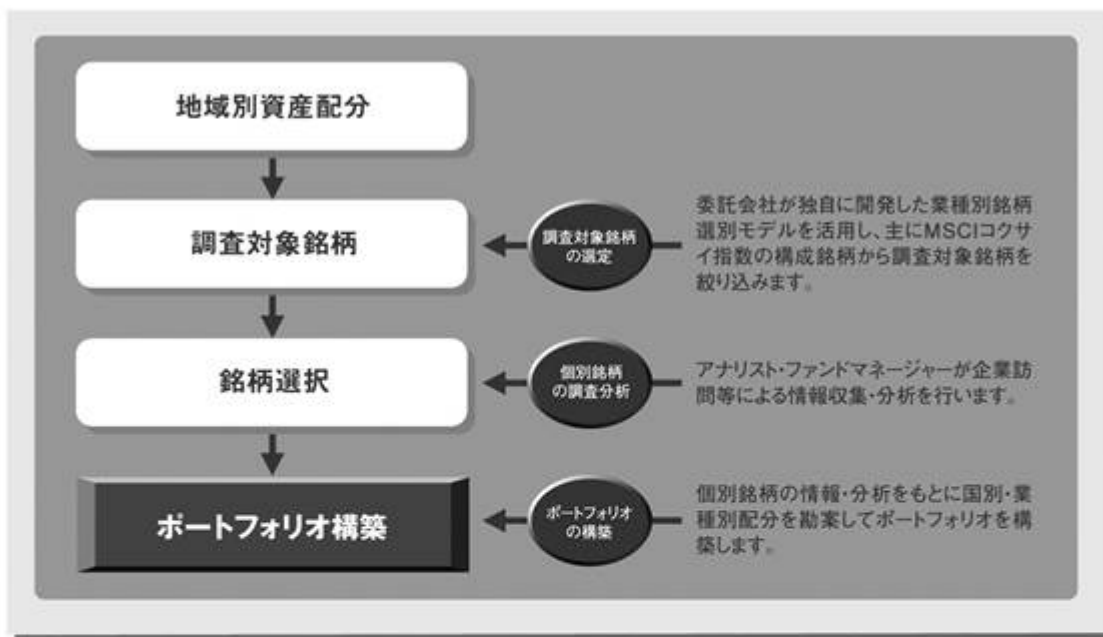 地域別資産配分
調査対象銘柄
調査対象銘柄
の選定
委託会社が独自に開発した業種別銘柄
選別モデルを活用し、主にMSCIコクサ
イ指数の構成銘柄から調査対象銘柄を
絞り込みます。
銘柄選択
個別銘柄
の調査分析
アナリスト・ファンドマネージャーが企業訪
問等による情報収集・分析を行います。
ポートフォリオ構築
ポートフォリオ
の構築
個別銘柄の情報・分析をもとに国別・業
種別配分を勘案してポートフォリオを構
築します。